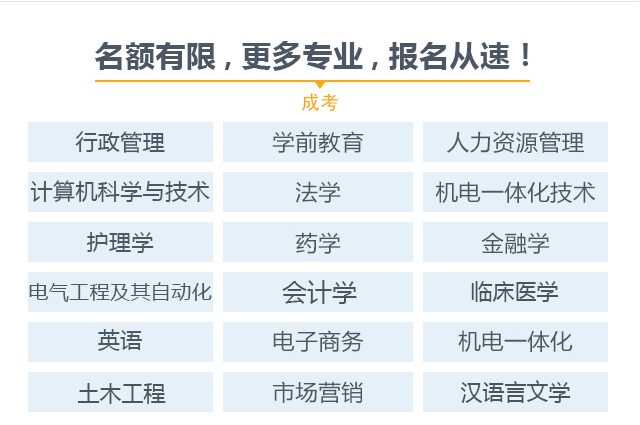 名额有限，更多专业，报名从速！
成考
行政管理 学前教育 人力资源管理
计算机科学与技术 法学 机电一体化技术
护理学 药学 金融学
电气工程及其自动化 会计学 临床医学
英语 电子商务 机电一体化
土木工程 市场营销 汉语言文学